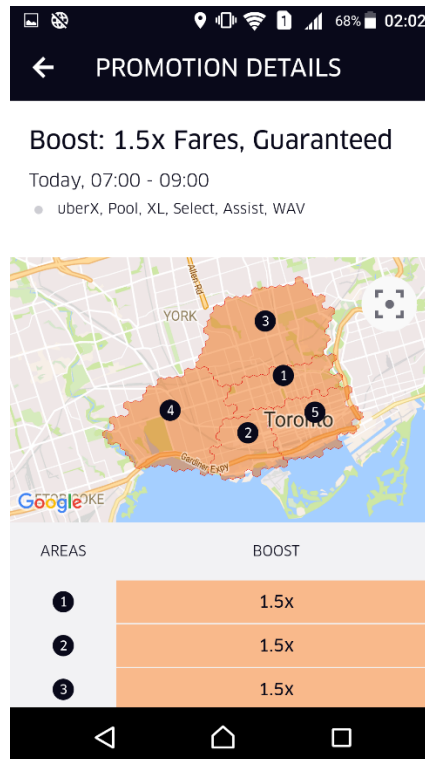 1
68% 02:02
PROMOTION DETAILS
Boost: 1.5x Fares, Guaranteed
Today, 07:00 - 09:00
uberX, Pool, XL, Select, Assist, WAV
Allen Rd
YORK
3
1
4
5
Toronto
2
Gardiner Expy
Google
ETOBICOKE
AREAS BOOST
1 1.5x
2 1.5x
3 1.5x